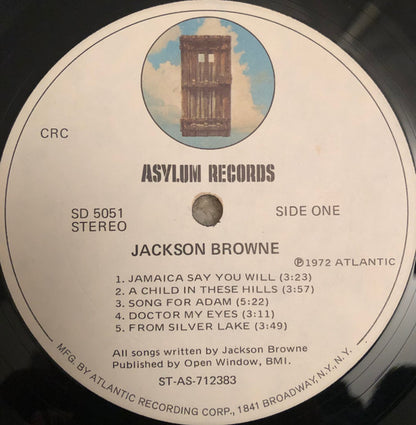 CRC
ASYLUM RECORDS
SD 5051 SIDE ONE
STEREO
JACKSON BROWNE
℗1972 ATLANTIC
1. JAMAICA SAY YOU WILL (3:23)
2. A CHILD IN THESE HILLS (3:57)
3. SONG FOR ADAM (5:22)
4. DOCTOR MY EYES (3:11)
5. FROM SILVER LAKE (3:49)
All songs written by Jackson Browne
Published by Open Window, BMI.
ST-AS-712383
MFG. BY ATLANTIC RECORDING CORP., 1841 BROADWAY, N.Y., N.Y.